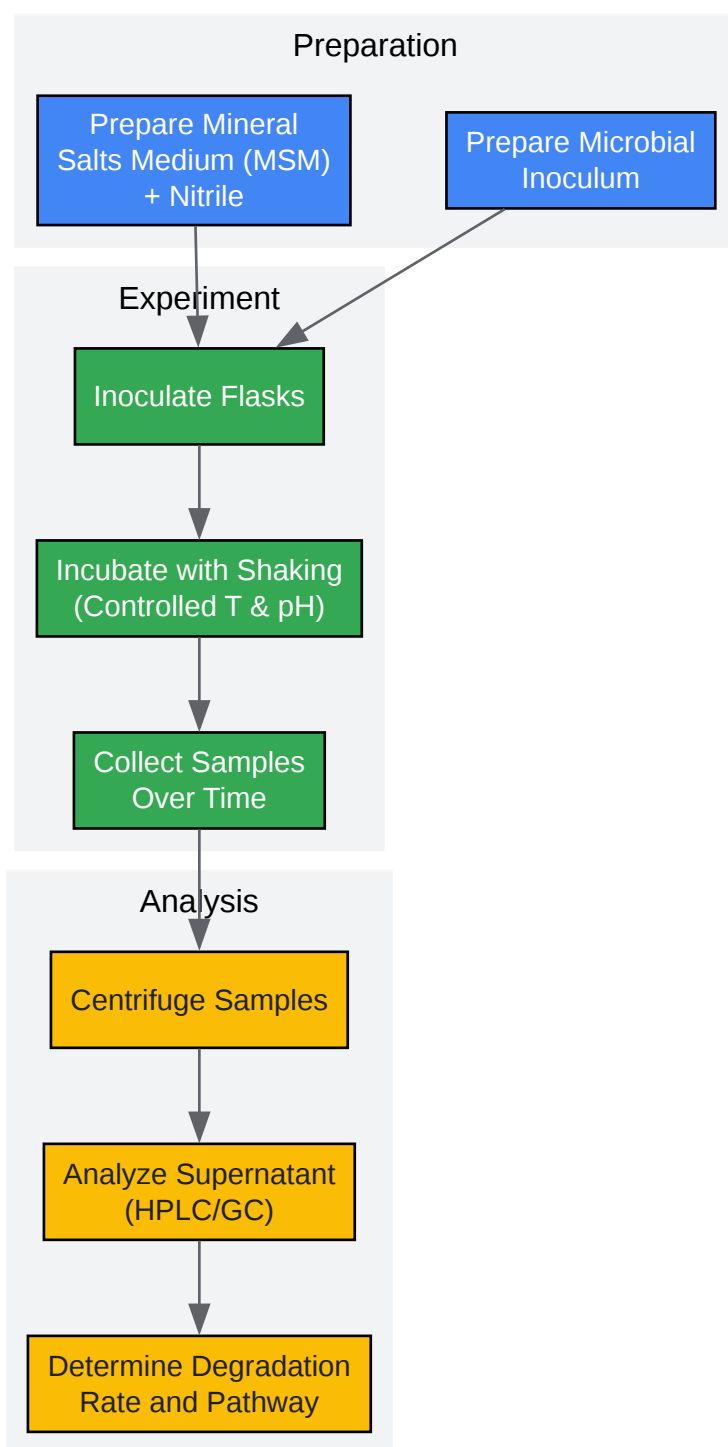 Preparation
Prepare Mineral
Salts Medium (MSM)
+ Nitrile
Prepare Microbial
Inoculum
Experiment
Inoculate Flasks
Incubate with Shaking
(Controlled T & pH)
Collect Samples
Over Time
Analysis
Centrifuge Samples
Analyze Supernatant
(HPLC/GC)
Determine Degradation
Rate and Pathway